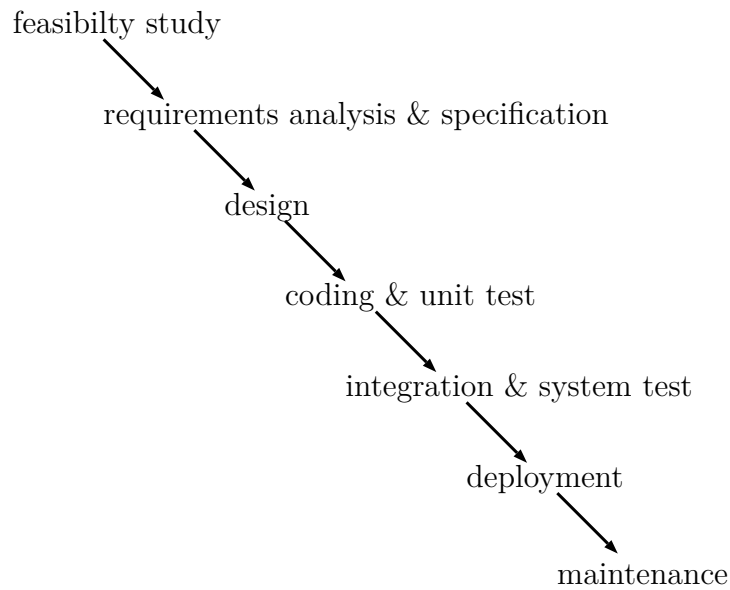 feasibilty study
requirements analysis & specification
design
coding & unit test
integration & system test
deployment
maintenance